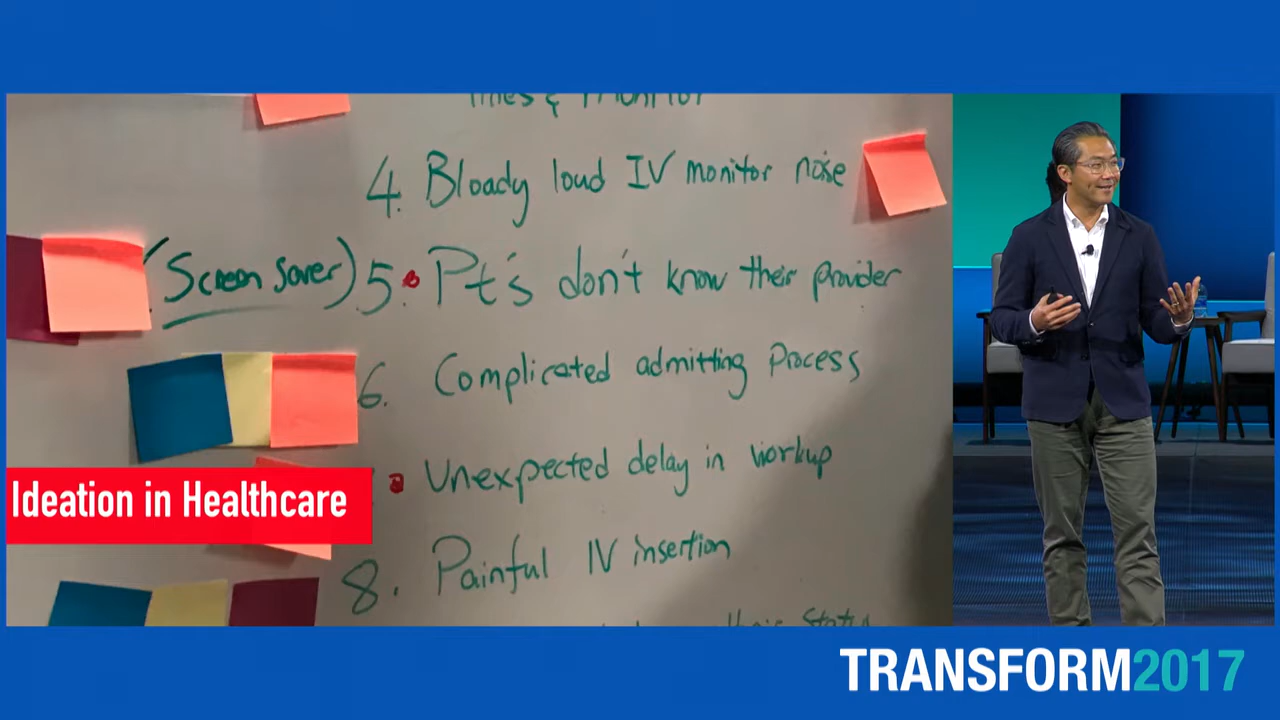 4. Bloady loud IV monitor noise
(Screen Saver) 5. Pt's don't know their provider
6. Complicated admitting Process
Unexpected delay in workup
Ideation in Healthcare
8. Painful IV insertion
TRANSFORM2017